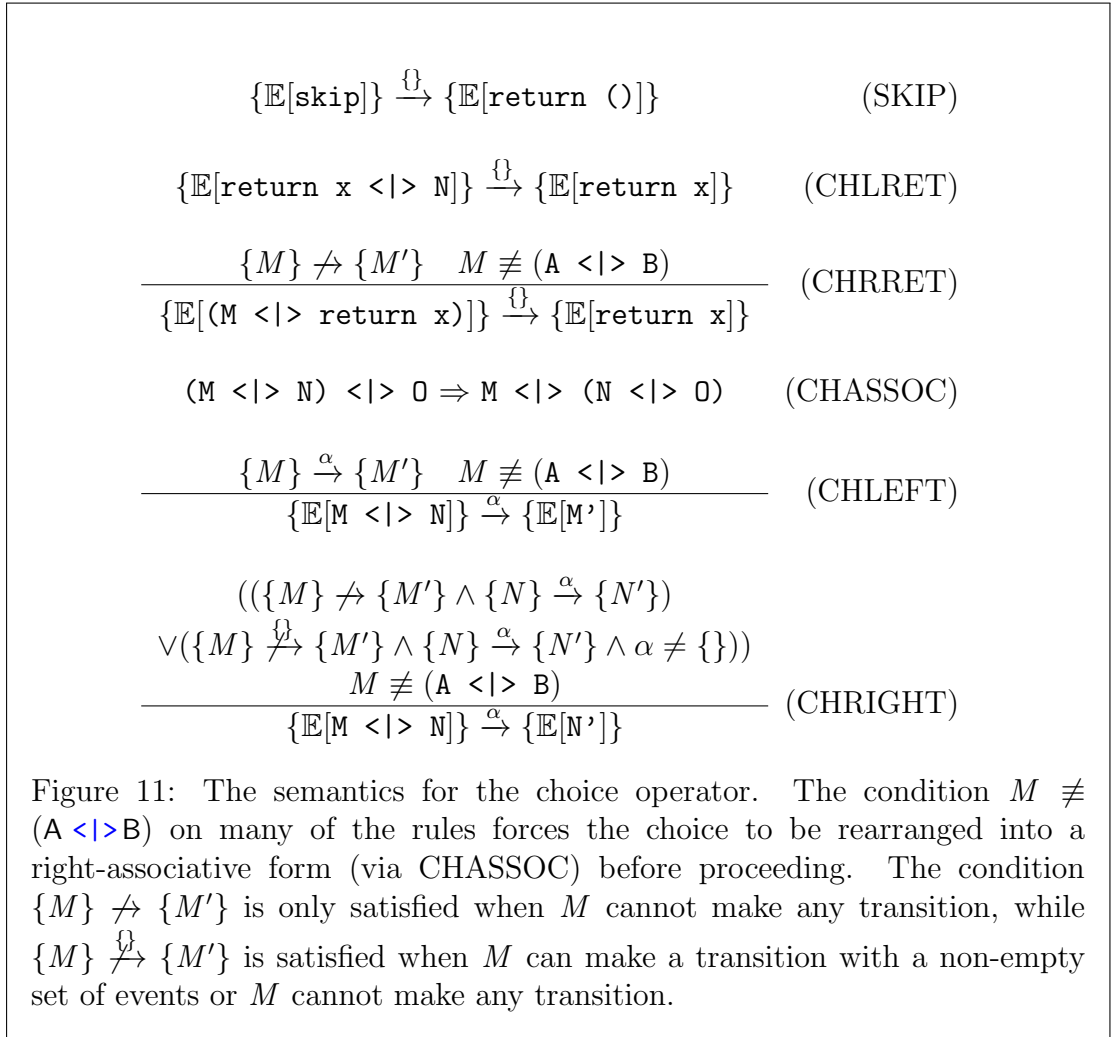 {𝔼[skip]} —{}→ {𝔼[return ()]} (SKIP)
{𝔼[return x <|> N]} —{}→ {𝔼[return x]} (CHLRET)
{M} ↛ {M′} M ≢ (A <|> B)
{𝔼[(M <|> return x)]} —{}→ {𝔼[return x]} (CHRRET)
(M <|> N) <|> O ⇒ M <|> (N <|> O) (CHASSOC)
{M} —α→ {M′} M ≢ (A <|> B)
{𝔼[M <|> N]} —α→ {𝔼[M']} (CHLEFT)
(({M} ↛ {M′} ∧ {N} —α→ {N′})
∨({M} —{}↛ {M′} ∧ {N} —α→ {N′} ∧ α ≠ {}))
M ≢ (A <|> B)
{𝔼[M <|> N]} —α→ {𝔼[N']} (CHRIGHT)
Figure 11: The semantics for the choice operator. The condition M ≢
(A <|> B) on many of the rules forces the choice to be rearranged into a
right-associative form (via CHASSOC) before proceeding. The condition
{M} ↛ {M′} is only satisfied when M cannot make any transition, while
{M} —{}↛ {M′} is satisfied when M can make a transition with a non-empty
set of events or M cannot make any transition.